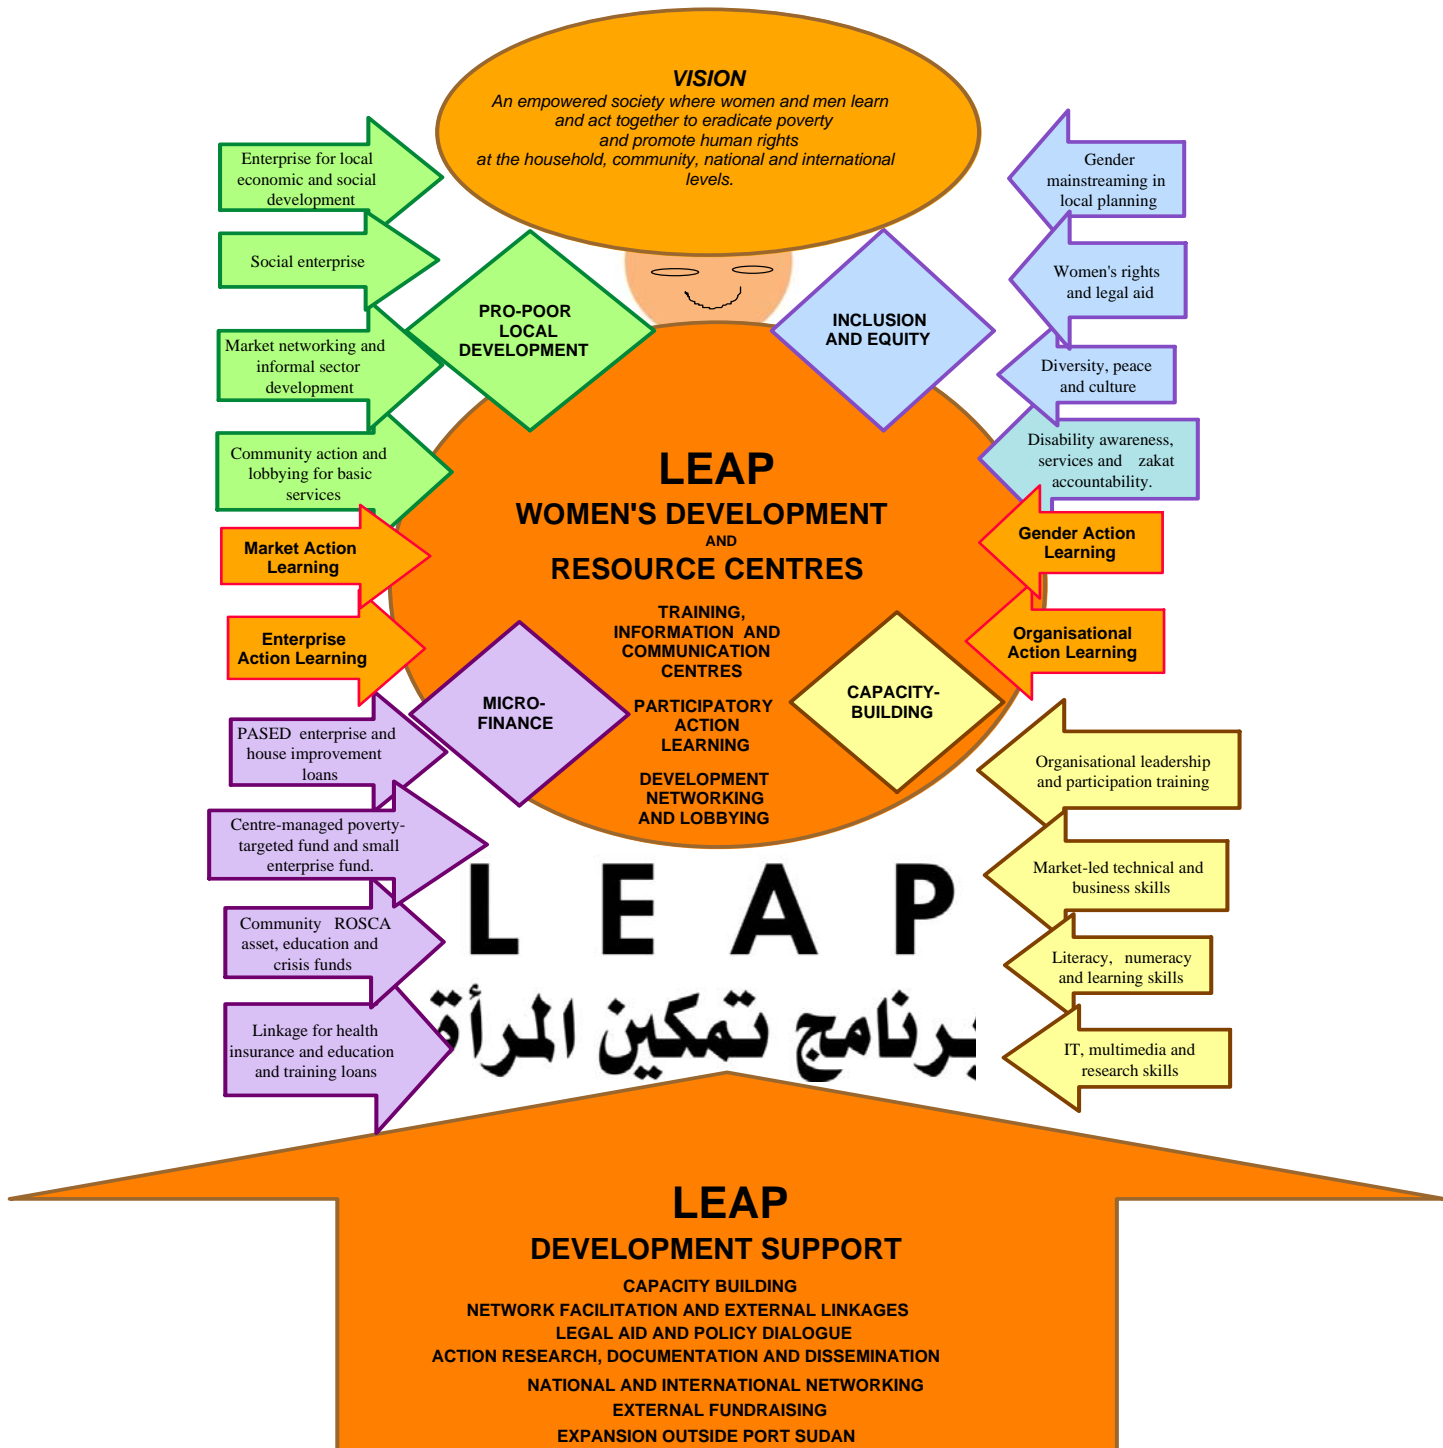 VISION
An empowered society where women and men learn
and act together to eradicate poverty
and promote human rights
at the household, community, national and international
levels.
Enterprise for local
economic and social
development
Social enterprise
Market networking and
informal sector
development
Community action and
lobbying for basic
services
Market Action
Learning
Enterprise
Action Learning
PASED enterprise and
house improvement
loans
Centre-managed poverty-
targeted fund and small
enterprise fund.
Community ROSCA
asset, education and
crisis funds
Linkage for health
insurance and education
and training loans
PRO-POOR
LOCAL
DEVELOPMENT
INCLUSION
AND EQUITY
LEAP
WOMEN'S DEVELOPMENT
AND
RESOURCE CENTRES
TRAINING,
INFORMATION AND
COMMUNICATION
CENTRES
PARTICIPATORY
ACTION
LEARNING
DEVELOPMENT
NETWORKING
AND LOBBYING
MICRO-
FINANCE
CAPACITY-
BUILDING
Gender
mainstreaming in
local planning
Women's rights
and legal aid
Diversity, peace
and culture
Disability awareness,
services and zakat
accountability.
Gender Action
Learning
Organisational
Action Learning
Organisational leadership
and participation training
Market-led technical and
business skills
Literacy, numeracy
and learning skills
IT, multimedia and
research skills
LEAP
برنامج تمكين المرأة
LEAP
DEVELOPMENT SUPPORT
CAPACITY BUILDING
NETWORK FACILITATION AND EXTERNAL LINKAGES
LEGAL AID AND POLICY DIALOGUE
ACTION RESEARCH, DOCUMENTATION AND DISSEMINATION
NATIONAL AND INTERNATIONAL NETWORKING
EXTERNAL FUNDRAISING
EXPANSION OUTSIDE PORT SUDAN